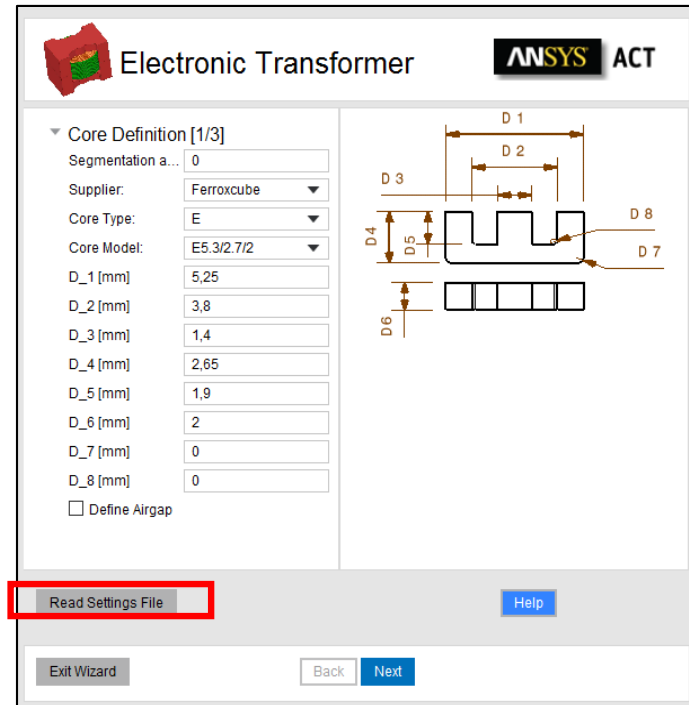 Electronic Transformer
ANSYS ACT
Core Definition [1/3]
Segmentation a... 0
Supplier: Ferroxcube
Core Type: E
Core Model: E5.3/2.7/2
D_1 [mm] 5,25
D_2 [mm] 3,8
D_3 [mm] 1,4
D_4 [mm] 2,65
D_5 [mm] 1,9
D_6 [mm] 2
D_7 [mm] 0
D_8 [mm] 0
Define Airgap
D 1
D 2
D 3
D 8
D4
D5
D 7
D6
Read Settings File
Help
Exit Wizard
Back
Next